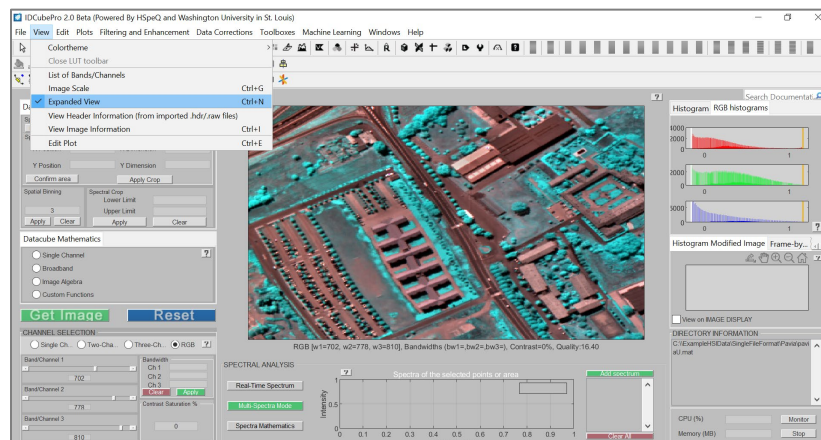 IDCubePro 2.0 Beta (Powered By HSpeQ and Washington University in St. Louis)
File View Edit Plots Filtering and Enhancement Data Corrections Toolboxes Machine Learning Windows Help
Colortheme
Close LUT toolbar
List of Bands/Channels
Image Scale Ctrl+G
Expanded View Ctrl+N
View Header Information (from imported .hdr/.raw files)
View Image Information Ctrl+I
Edit Plot Ctrl+E
Search Documentati
Y Position Y Dimension
Confirm area Apply Crop
Spatial Binning Spectral Crop
Lower Limit
3 Upper Limit
Apply Clear Apply Clear
Datacube Mathematics
Single Channel ?
Broadband
Image Algebra
Custom Functions
Get Image Reset
CHANNEL SELECTION
Single Ch... Two-Cha... Three-Ch... RGB ?
Band/Channel 1 Bandwidth
Ch 1
702 Ch 2
Ch 3
Band/Channel 2 Clear Apply
778 Contrast Saturation %
Band/Channel 3 0
810
?
RGB [w1=702, w2=778, w3=810], Bandwidths (bw1=,bw2=,bw3=), Contrast=0%, Quality:16.40
SPECTRAL ANALYSIS
Real-Time Spectrum
Multi-Spectra Mode
Spectra Mathematics
?
Spectra of the selected points or area
Add spectrum
Intensity
1
0.5
0
0 0.1 0.2 0.3 0.4 0.5 0.6 0.7 0.8 0.9 1
Clear All
Histogram RGB histograms
4000
2000
0
0 1
2000
0
0 1
5000
0
0 1
?
Histogram Modified Image Frame-by...
?
View on IMAGE DISPLAY
DIRECTORY INFORMATION
C:\ExampleHSIData\SingleFileFormat\Pavia\pavi
aU.mat
CPU (%) Monitor
Memory (MB) Stop